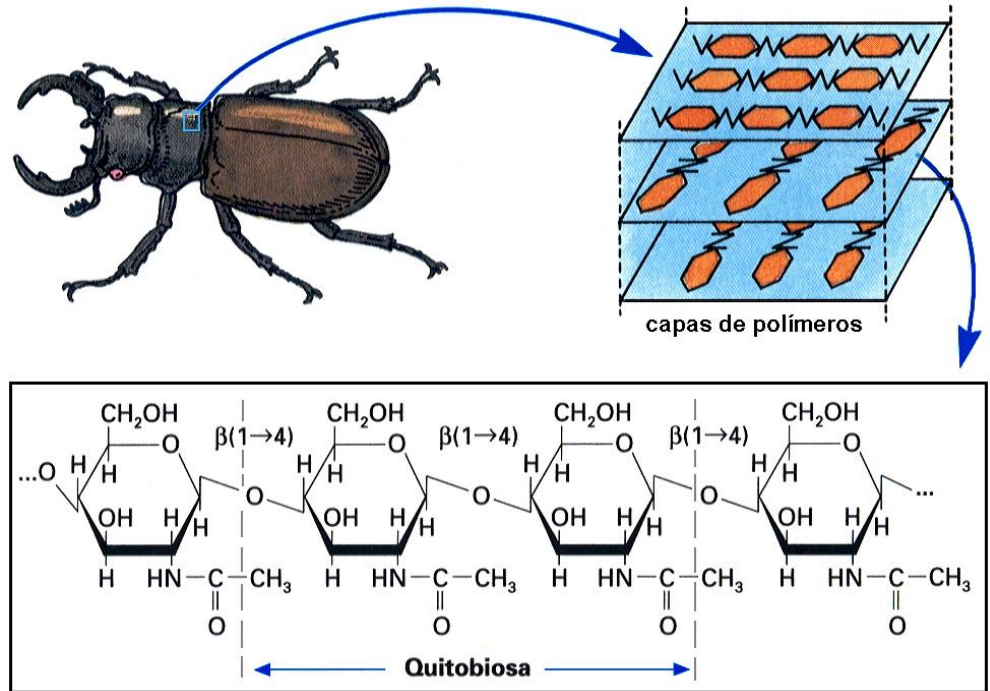 capas de polímeros
CH₂OH CH₂OH CH₂OH CH₂OH
β(1→4) β(1→4) β(1→4)
O O O O
H H H H
...O H H H H
O O O ...
OH H OH H OH H OH H
H H H H
H HN–C–CH₃ H HN–C–CH₃ H HN–C–CH₃ H HN–C–CH₃
O O O O
Quitobiosa